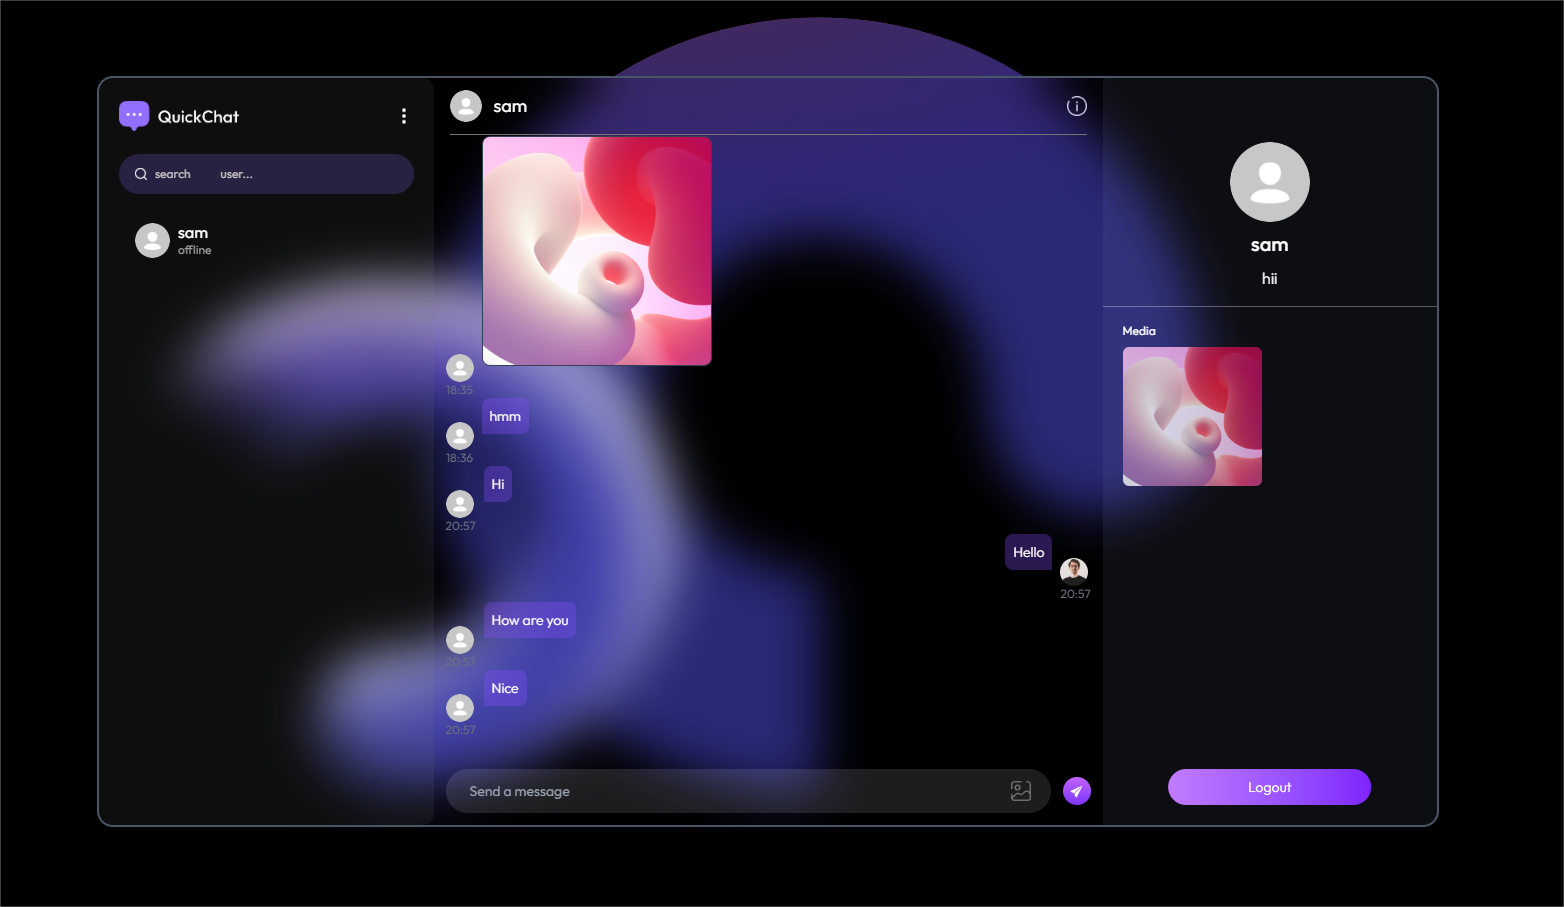 QuickChat
search user...
sam
offline
sam
18:35
hmm
18:36
Hi
20:57
Hello
20:57
How are you
20:57
Nice
20:57
Send a message
sam
hii
Media
Logout